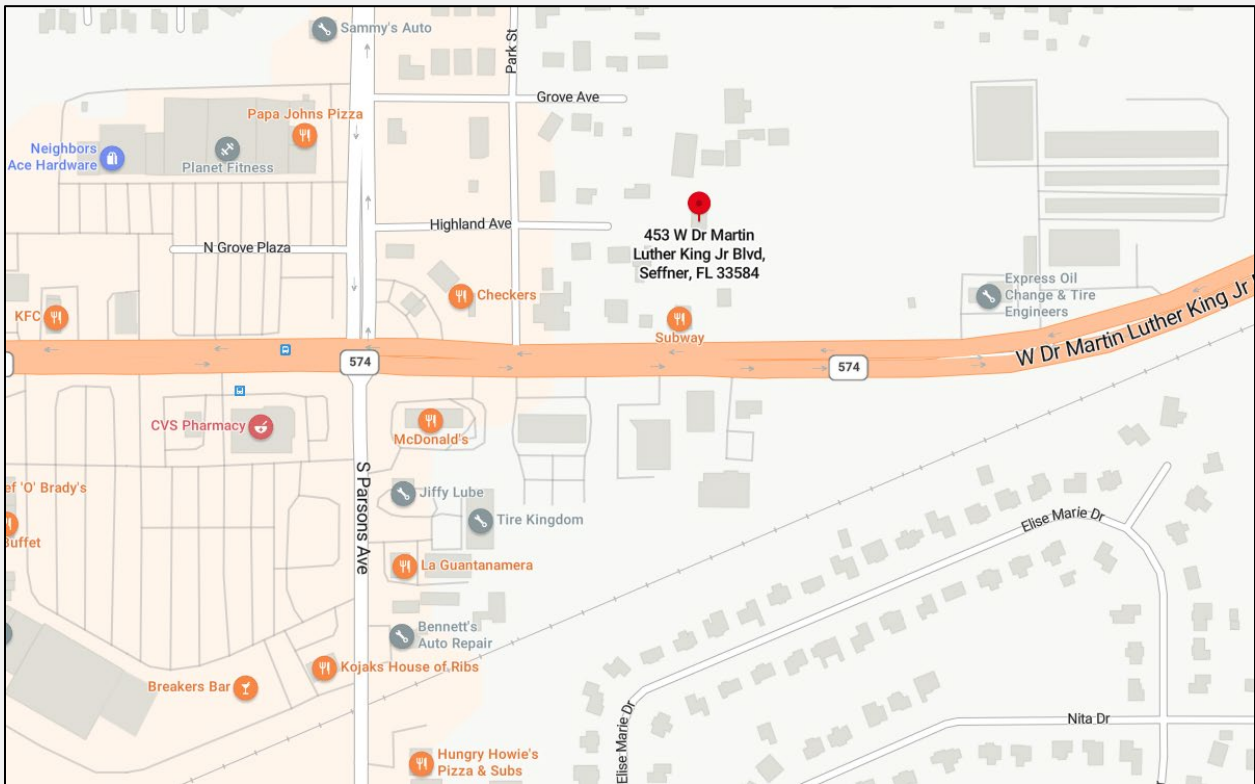 Sammy's Auto
Park St
Grove Ave
Papa Johns Pizza
Neighbors
Ace Hardware
Planet Fitness
Highland Ave
N Grove Plaza
453 W Dr Martin
Luther King Jr Blvd,
Seffner, FL 33584
Checkers
Express Oil
Change & Tire
Engineers
KFC
Subway
W Dr Martin Luther King Jr
574
574
CVS Pharmacy
McDonald's
S Parsons Ave
ef 'O' Brady's
Jiffy Lube
Tire Kingdom
Elise Marie Dr
Buffet
La Guantanamera
Bennett's
Auto Repair
Kojaks House of Ribs
Breakers Bar
Elise Marie Dr
Nita Dr
Hungry Howie's
Pizza & Subs